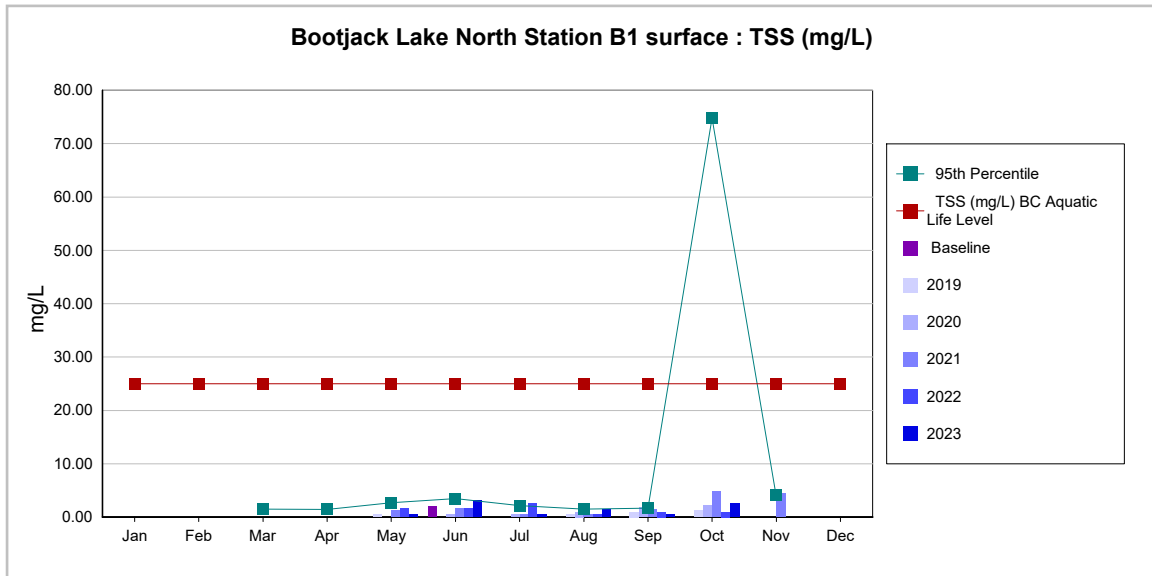 Bootjack Lake North Station B1 surface : TSS (mg/L)
80.00
70.00
60.00
50.00
40.00
30.00
20.00
10.00
0.00
mg/L
Jan Feb Mar Apr May Jun Jul Aug Sep Oct Nov Dec
95th Percentile
TSS (mg/L) BC Aquatic
Life Level
Baseline
2019
2020
2021
2022
2023